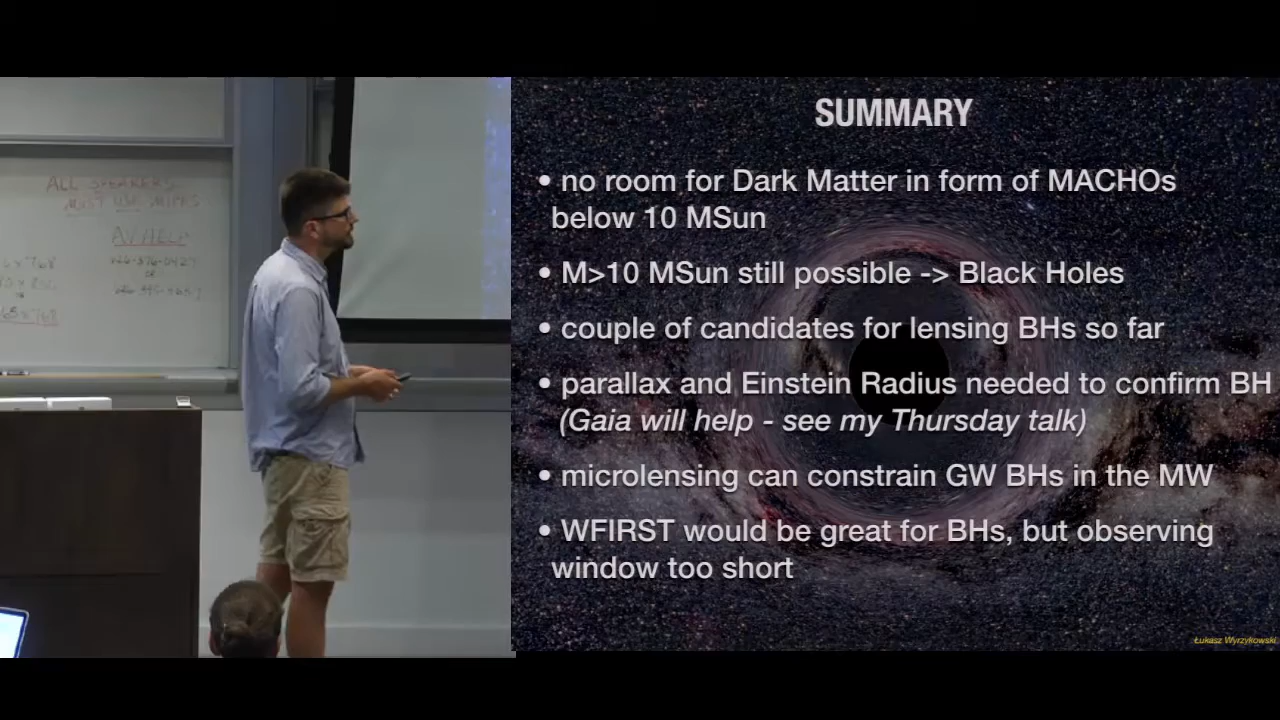 ALL SPEAKERS
MUST USE MIKES
AV HELP
SUMMARY
• no room for Dark Matter in form of MACHOs
below 10 MSun
• M>10 MSun still possible -> Black Holes
• couple of candidates for lensing BHs so far
• parallax and Einstein Radius needed to confirm BH
(Gaia will help - see my Thursday talk)
• microlensing can constrain GW BHs in the MW
• WFIRST would be great for BHs, but observing
window too short
Łukasz Wyrzykowski